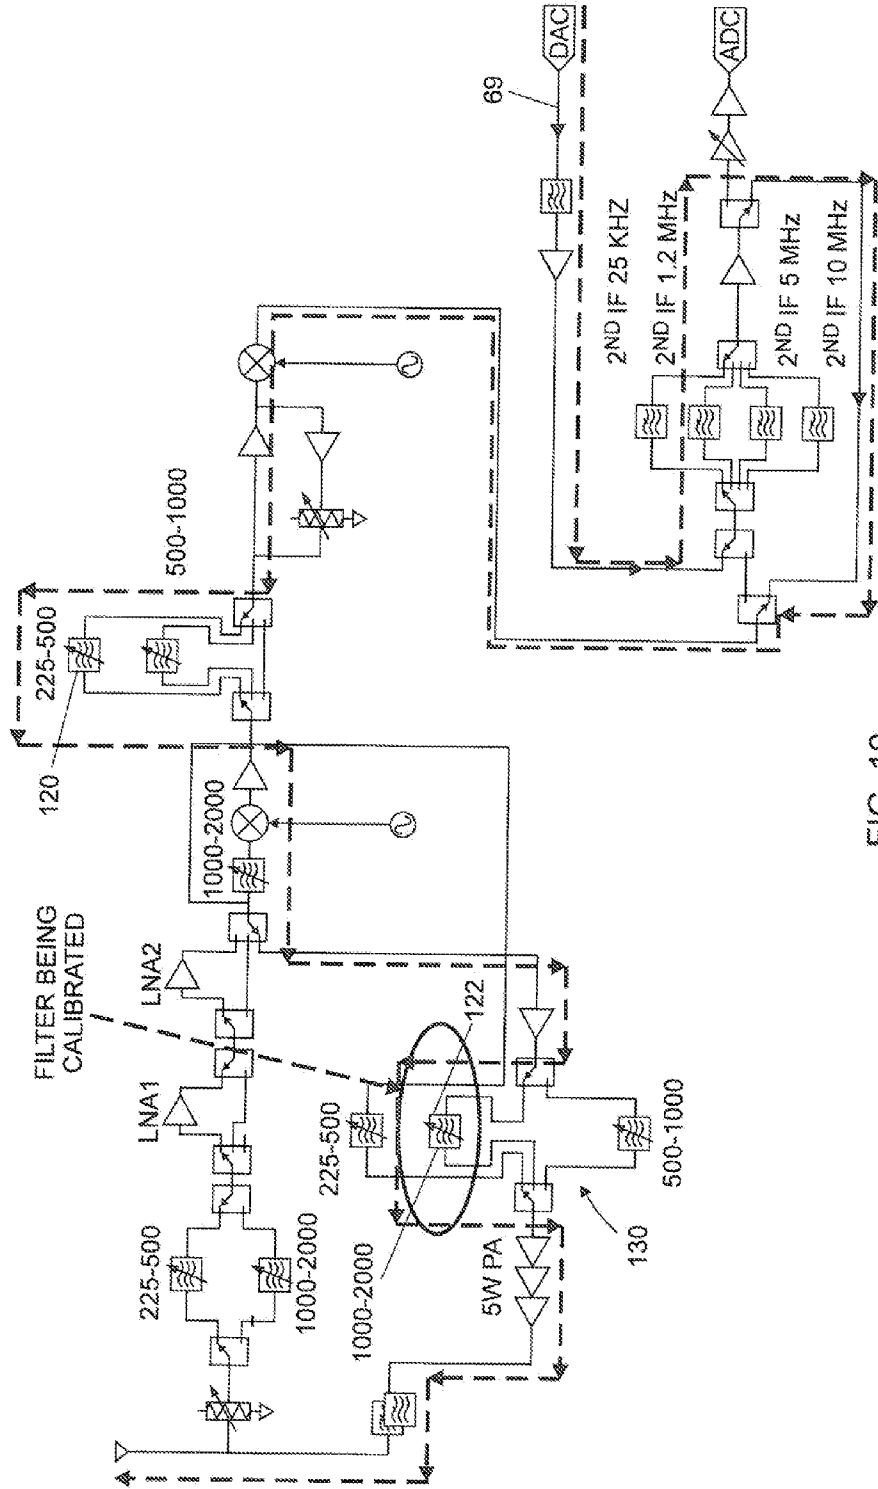 FILTER BEING
CALIBRATED
120
225-500
225-500
LNA1
LNA2
500-1000
1000-2000
1000-2000
225-500
1000-2000
122
5W PA
69
DAC
130
500-1000
2ND IF 25 KHZ
2ND IF 1.2 MHz
ADC
2ND IF 5 MHz
2ND IF 10 MHz
FIG.